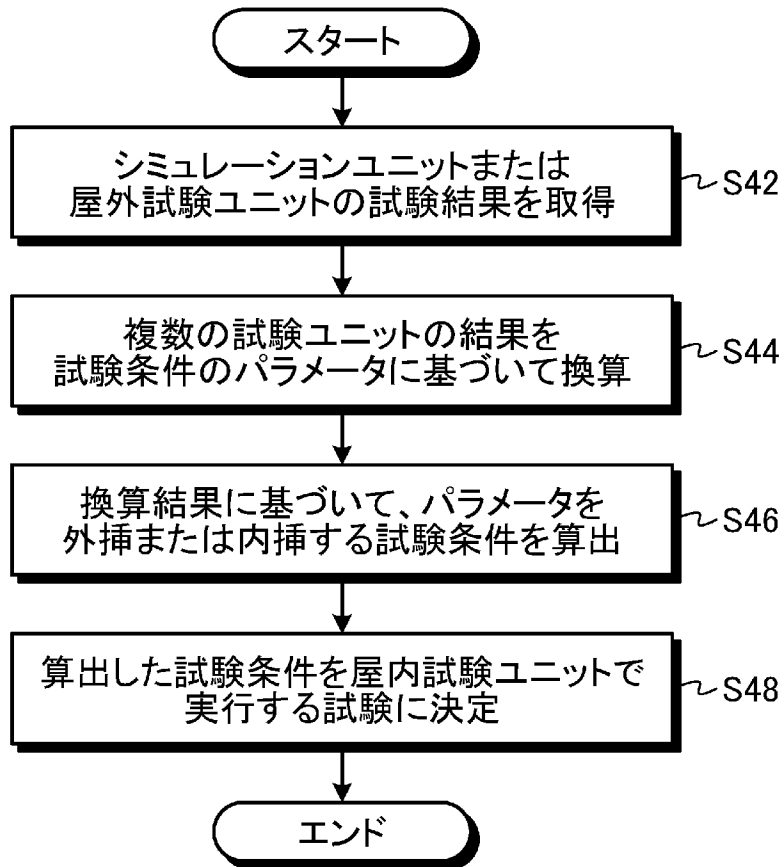 スタート
シミュレーションユニットまたは
屋外試験ユニットの試験結果を取得
S42
複数の試験ユニットの結果を
試験条件のパラメータに基づいて換算
S44
換算結果に基づいて、パラメータを
外挿または内挿する試験条件を算出
S46
算出した試験条件を屋内試験ユニットで
実行する試験に決定
S48
エンド